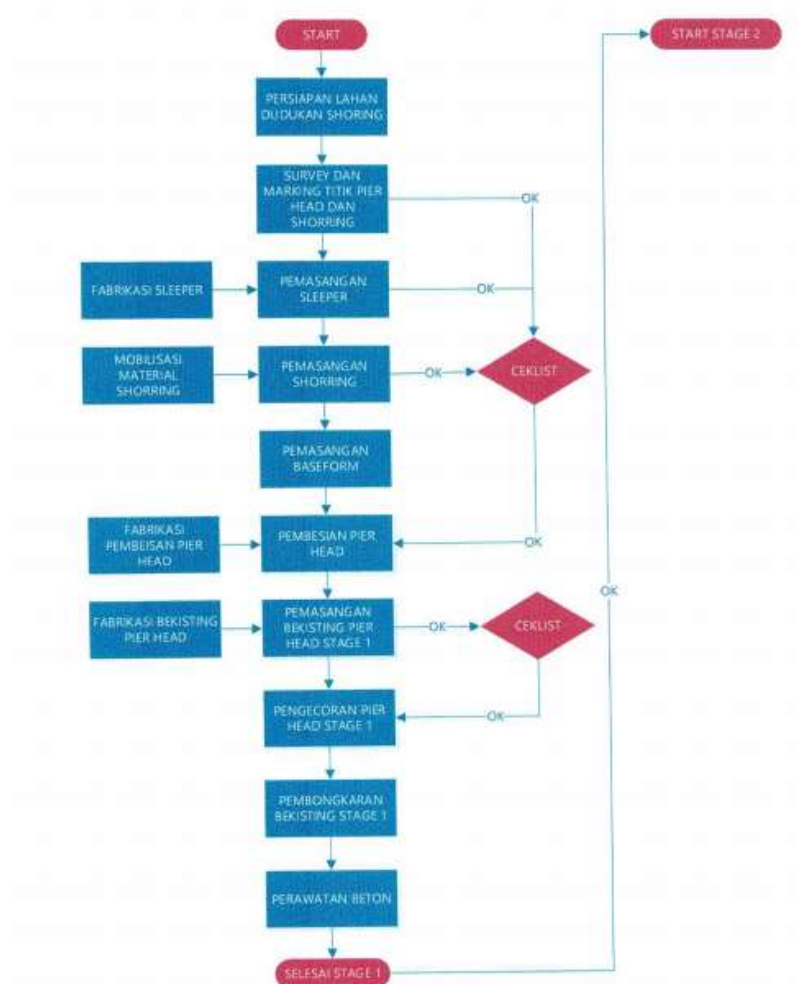 START
START STAGE 2
PERSIAPAN LAHAN
DUDUKAN SHORING
SURVEY DAN
MARKING TITIK PIER
HEAD DAN
SHORRING
OK
FABRIKASI SLEEPER
PEMASANGAN
SLEEPER
OK
MOBILISASI
MATERIAL
SHORRING
PEMASANGAN
SHORRING
OK
CEKLIST
PEMASANGAN
BASEFORM
FABRIKASI
PEMBEISAN PIER
HEAD
PEMBESIAN PIER
HEAD
OK
OK
FABRIKASI BEKISTING
PIER HEAD
PEMASANGAN
BEKISTING PIER
HEAD STAGE 1
OK
CEKLIST
PENGECORAN PIER
HEAD STAGE 1
OK
PEMBONGKARAN
BEKISTING STAGE 1
PERAWATAN BETON
SELESAI STAGE 1